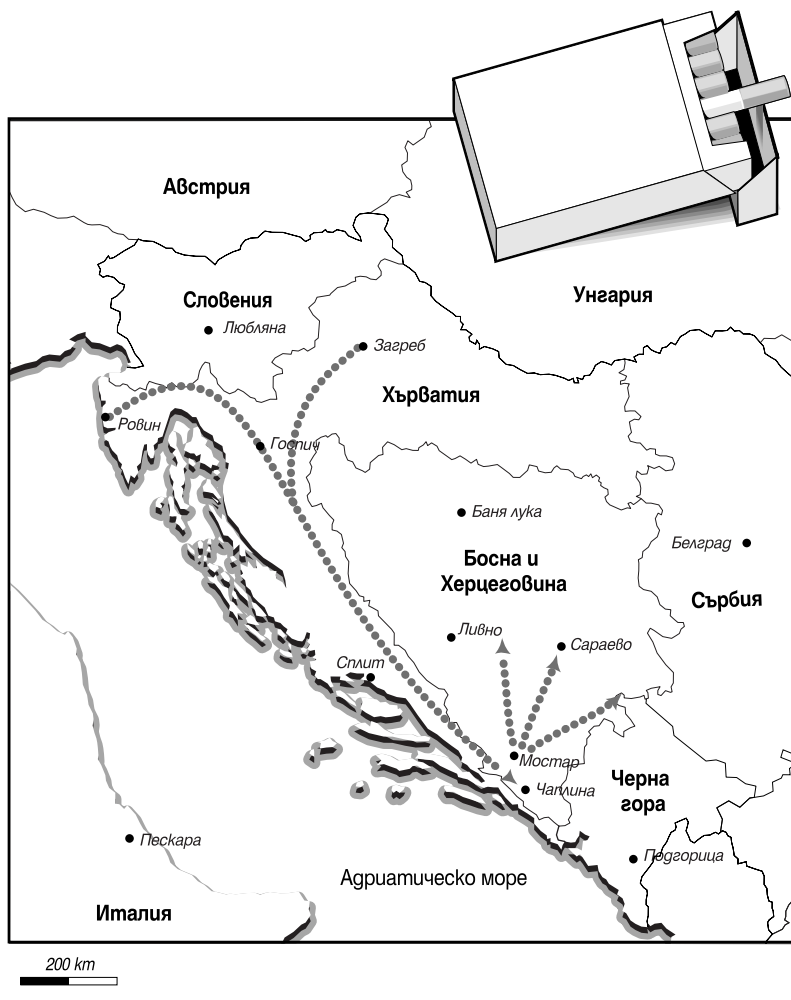 Австрия
Унгария
Словения
Любляна
Загреб
Хърватия
Ровин
Госпич
Баня лука
Белград
Босна и
Херцеговина
Сърбия
Ливно
Сараево
Сплит
Мостар
Черна
гора
Чаплина
Пескара
Подгорица
Адриатическо море
Италия
200 km